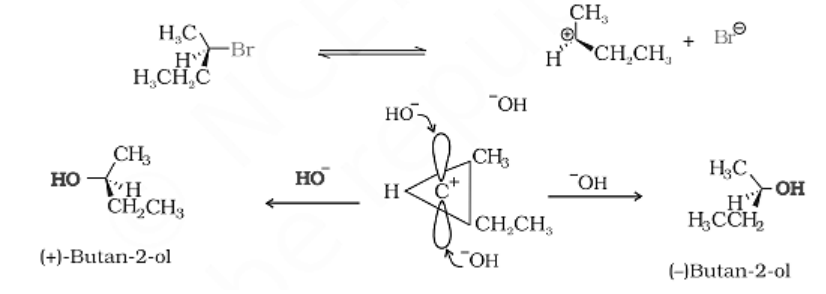 CH₃
H₃C
Br
H
H₃CH₂C
⊕
H
CH₂CH₃
+
Br⊖
HO⁻
⁻OH
CH₃
HO
H
CH₂CH₃
HO⁻
H
C⁺
CH₃
CH₂CH₃
⁻OH
⁻OH
H₃C
OH
H
H₃CCH₂
(+)-Butan-2-ol
(–)Butan-2-ol